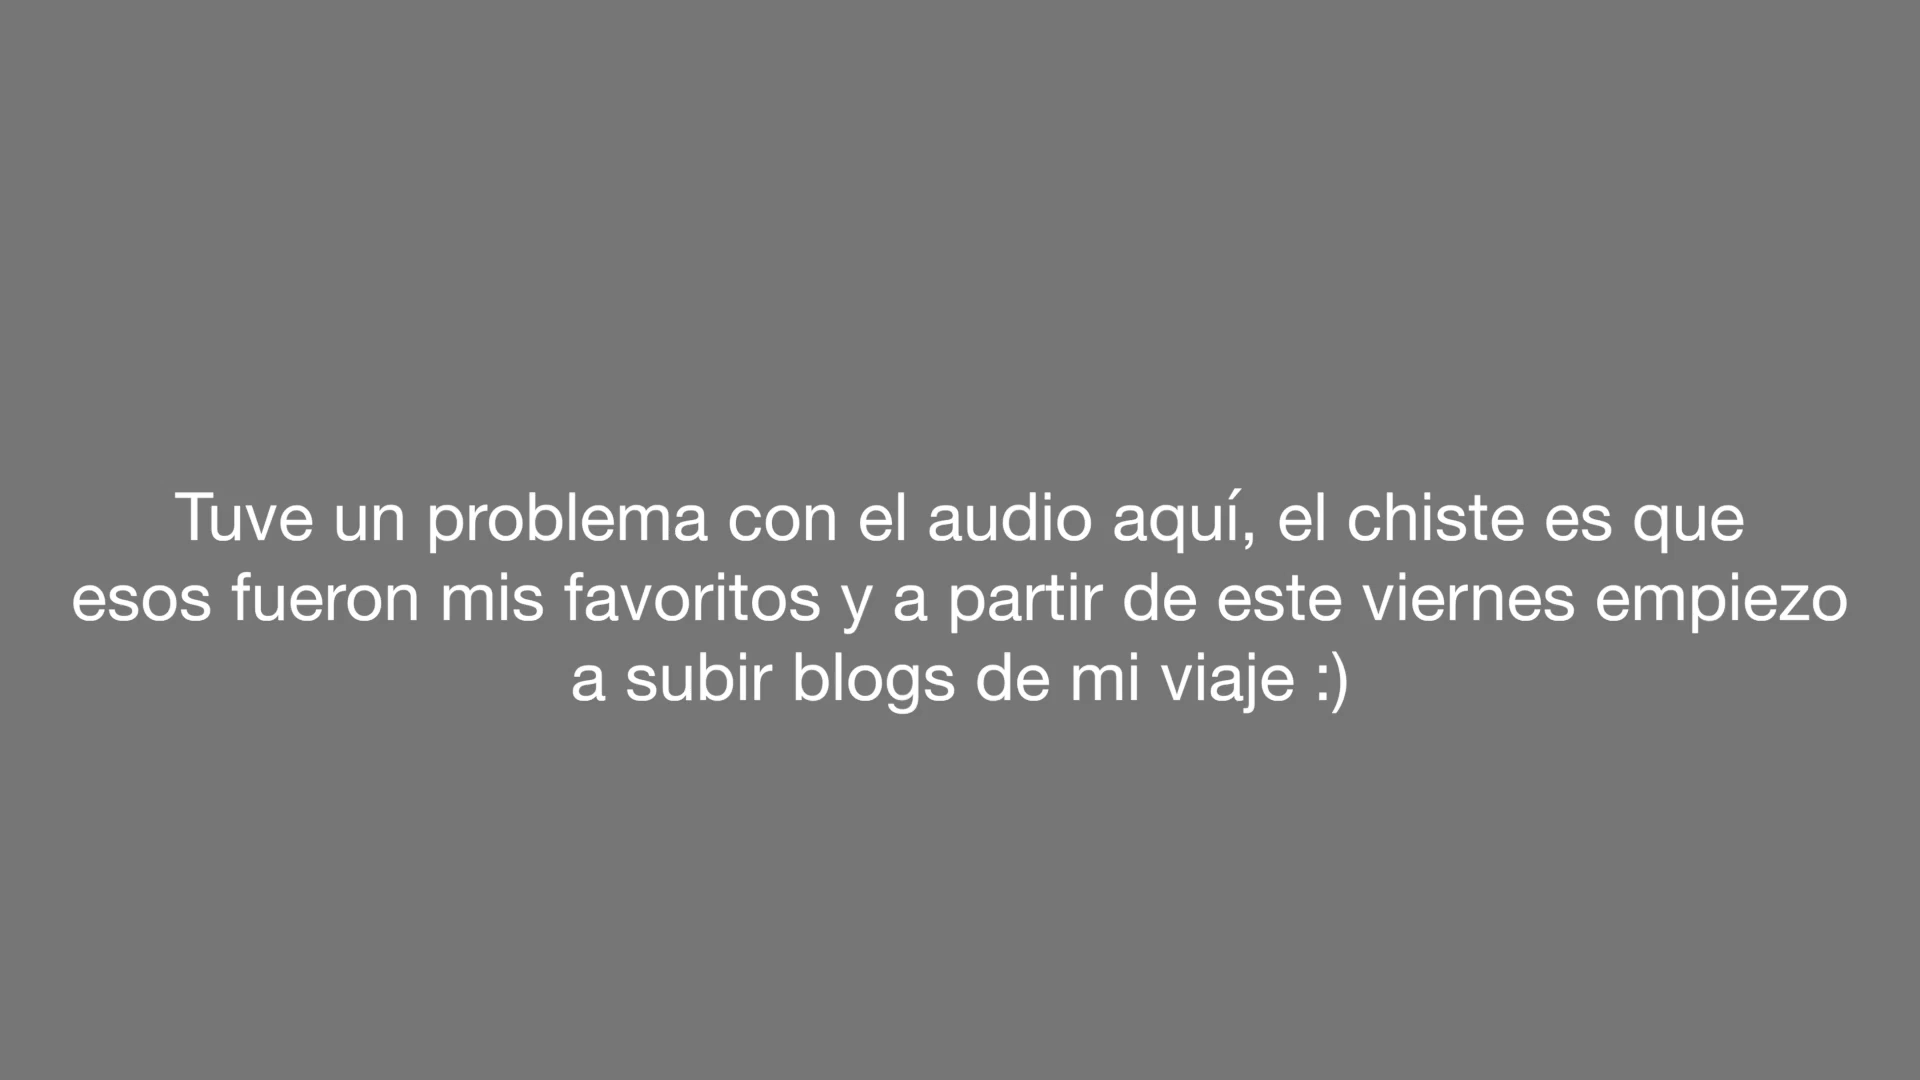 Tuve un problema con el audio aquí, el chiste es que
esos fueron mis favoritos y a partir de este viernes empiezo
a subir blogs de mi viaje :)